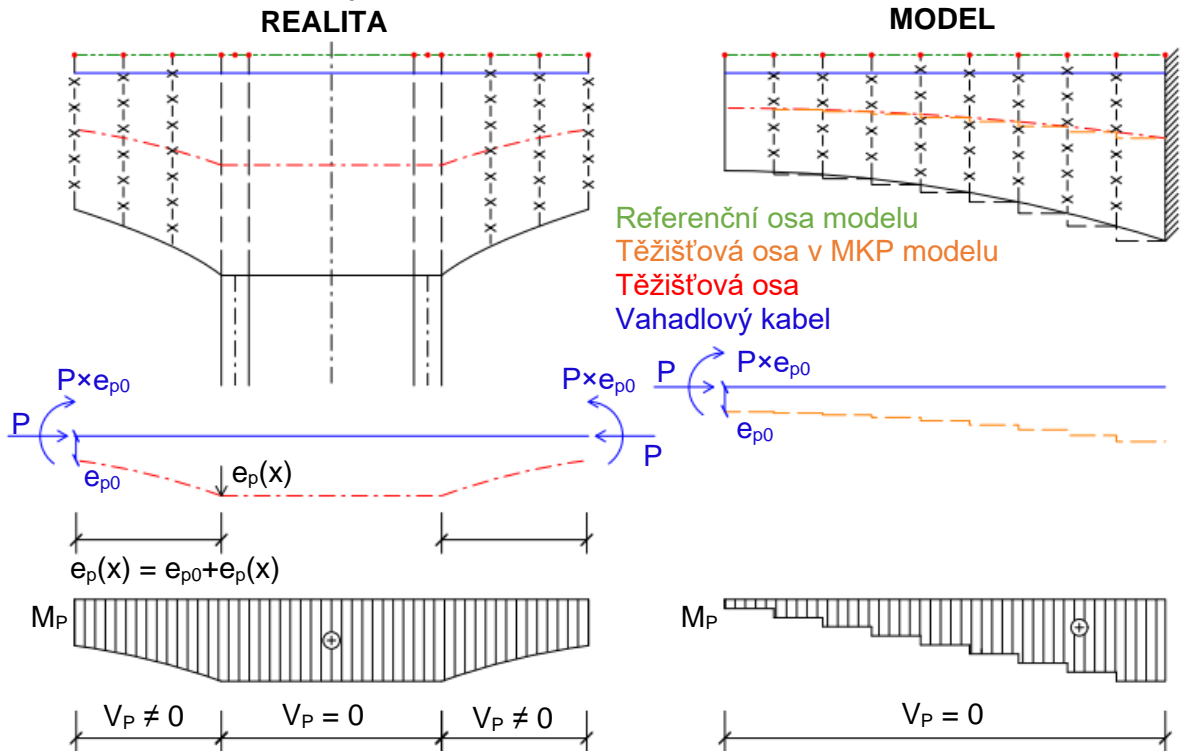 REALITA
MODEL
Referenční osa modelu
Těžišťová osa v MKP modelu
Těžišťová osa
Vahadlový kabel
P×eₚ₀
P×eₚ₀
P
P
eₚ₀
eₚ(x)
P×eₚ₀
P
eₚ₀
eₚ(x) = eₚ₀+eₚ(x)
Mₚ
Mₚ
Vₚ ≠ 0
Vₚ = 0
Vₚ ≠ 0
Vₚ = 0